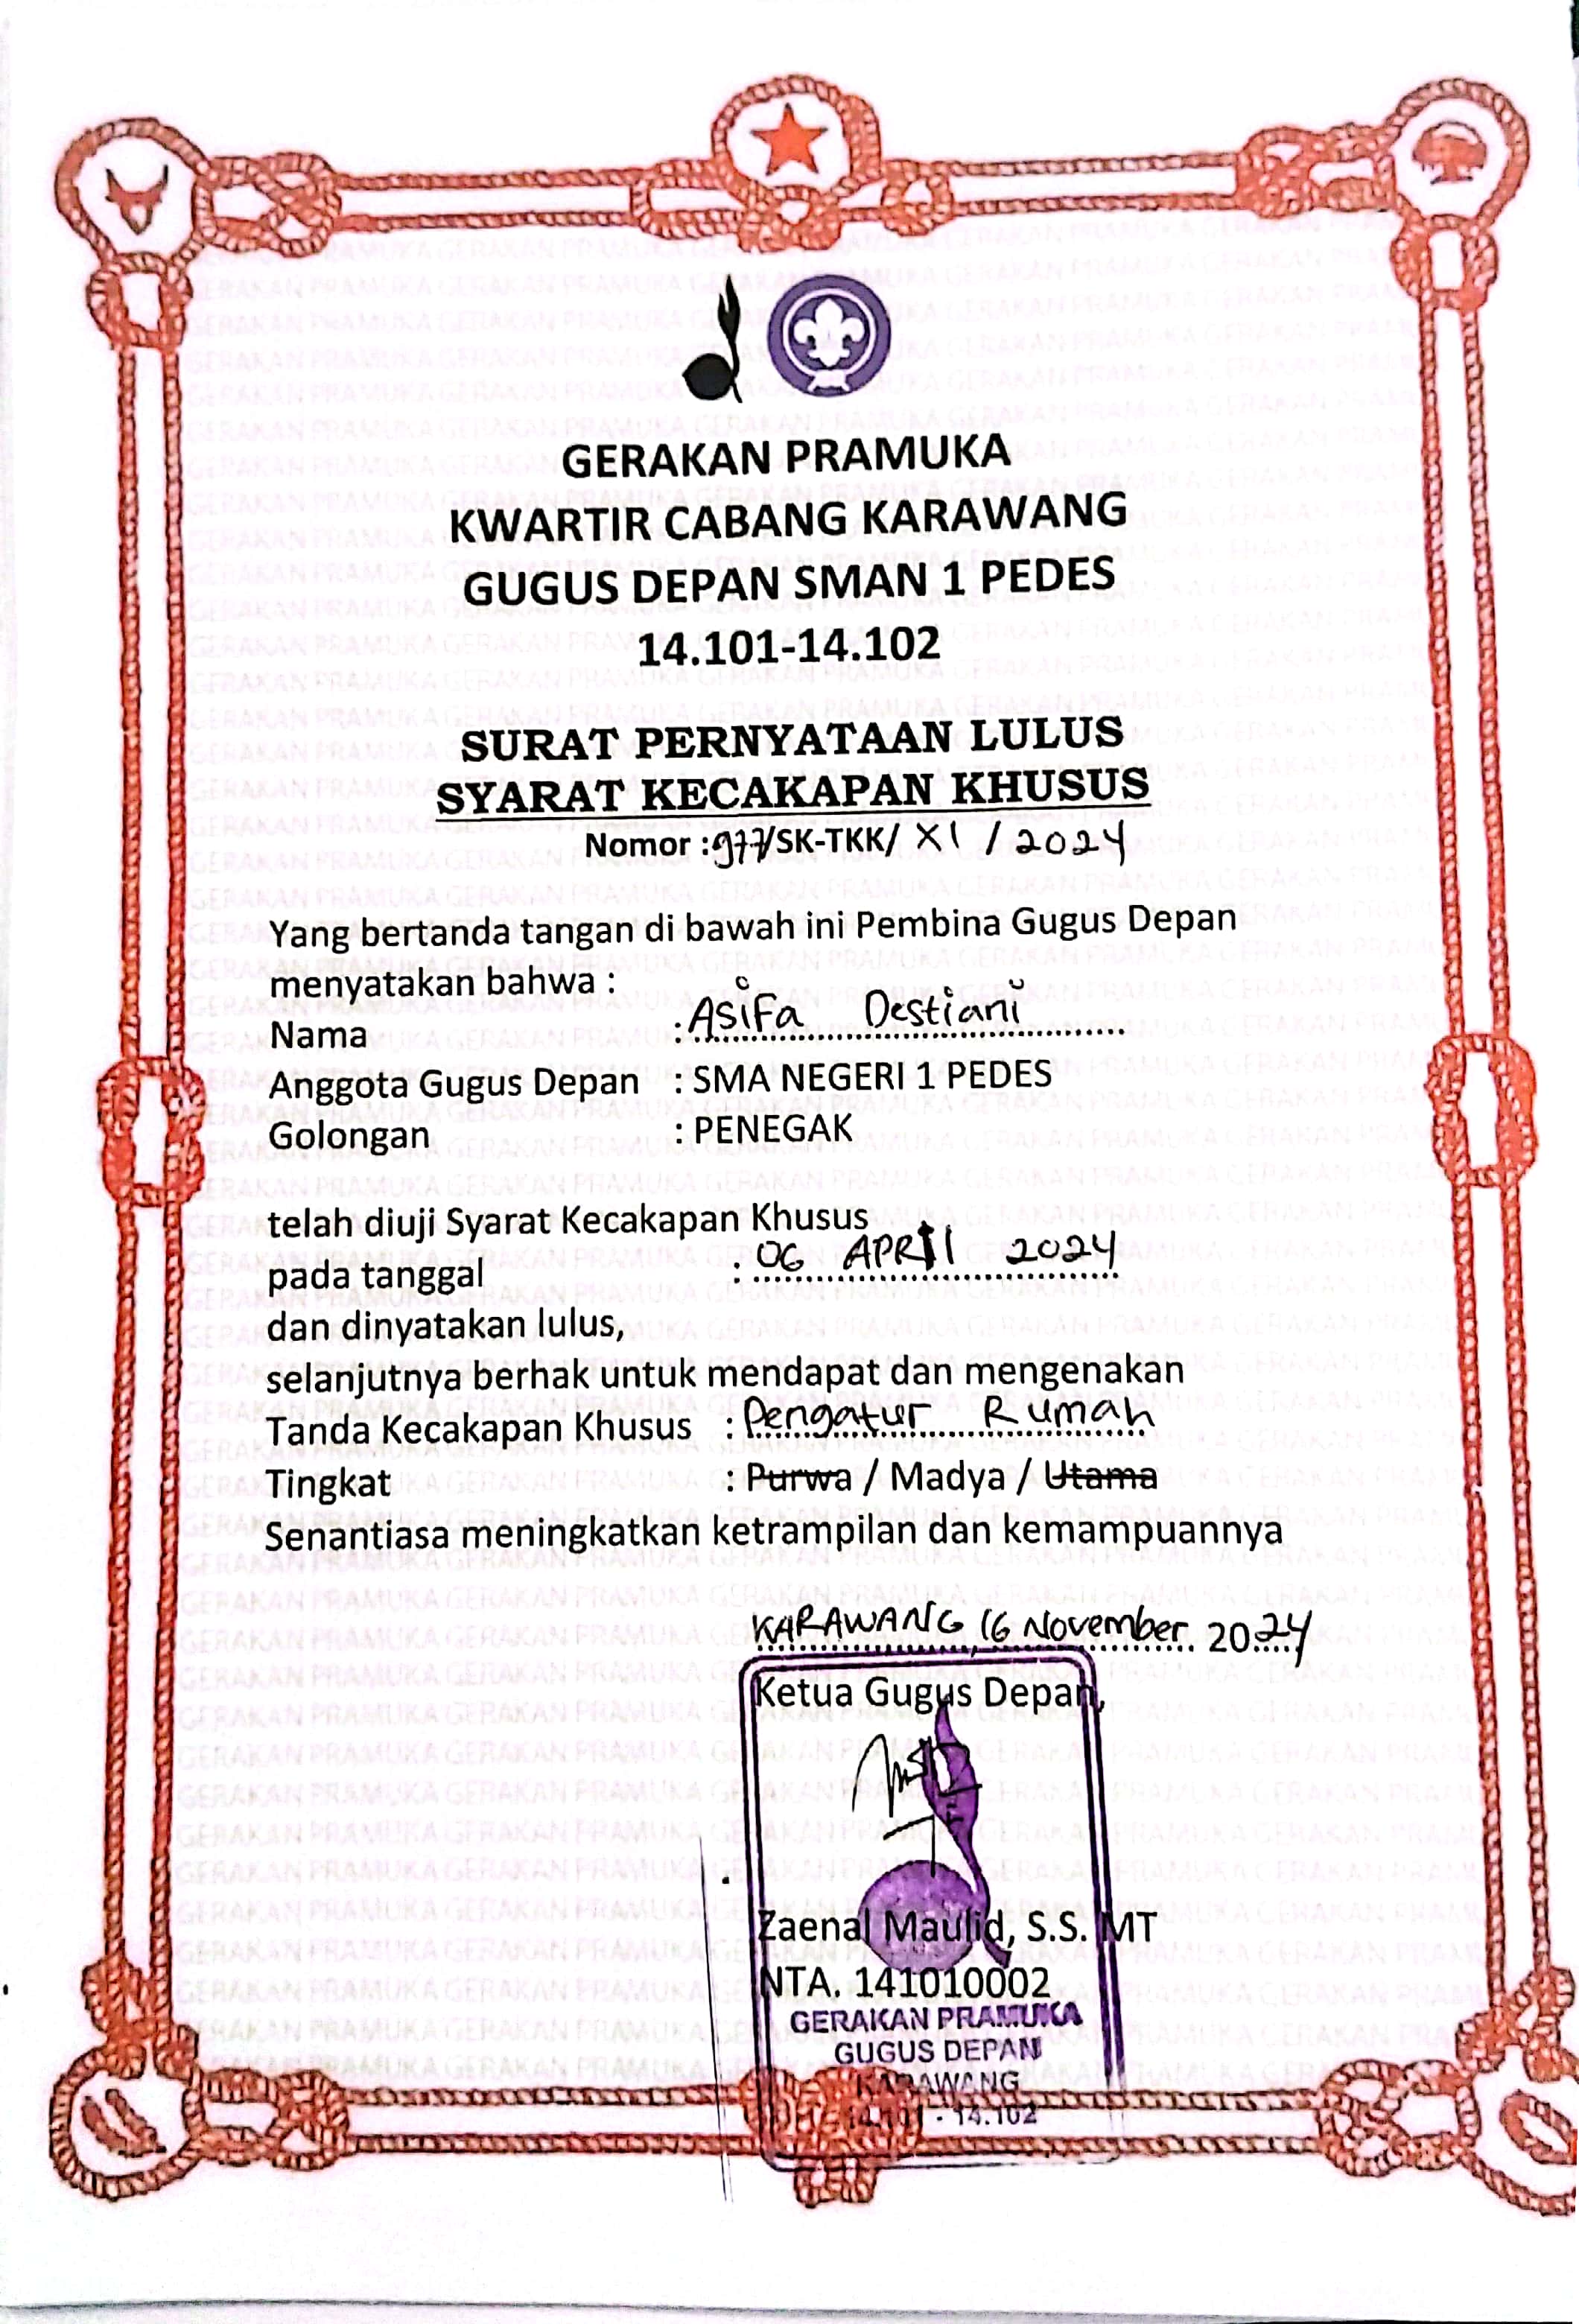 GERAKAN PRAMUKA
KWARTIR CABANG KARAWANG
GUGUS DEPAN SMAN 1 PEDES
14.101-14.102
SURAT PERNYATAAN LULUS
SYARAT KECAKAPAN KHUSUS
Nomor : 977/SK-TKK/ XI / 2024
Yang bertanda tangan di bawah ini Pembina Gugus Depan
menyatakan bahwa :
Nama : Asifa Destiani
Anggota Gugus Depan : SMA NEGERI 1 PEDES
Golongan : PENEGAK
telah diuji Syarat Kecakapan Khusus
pada tanggal : 06 APRIl 2024
dan dinyatakan lulus,
selanjutnya berhak untuk mendapat dan mengenakan
Tanda Kecakapan Khusus : Pengatur Rumah
Tingkat : Purwa / Madya / Utama
Senantiasa meningkatkan ketrampilan dan kemampuannya
KARAWANG, 16 November 2024
Ketua Gugus Depan,
Zaenal Maulid, S.S. MT
NTA. 141010002
GERAKAN PRAMUKA
GUGUS DEPAN
KARAWANG
14.101 - 14.102